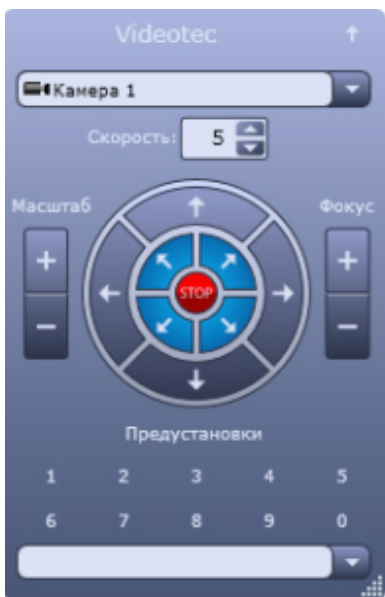 Videotec
Камера 1
Скорость: 5
Масштаб Фокус
+ +
STOP
− −
Предустановки
1 2 3 4 5
6 7 8 9 0